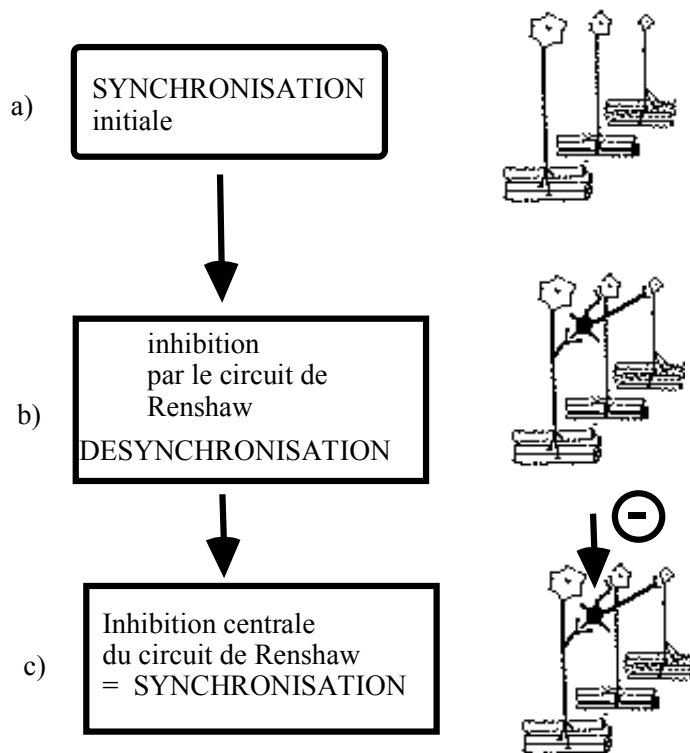 a)
SYNCHRONISATION
initiale
b)
inhibition
par le circuit de
Renshaw
DESYNCHRONISATION
-
c)
Inhibition centrale
du circuit de Renshaw
= SYNCHRONISATION